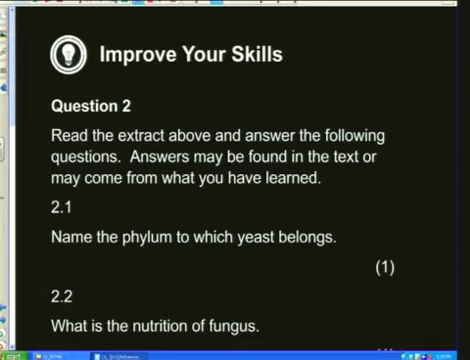 Improve Your Skills
Question 2
Read the extract above and answer the following
questions. Answers may be found in the text or
may come from what you have learned.
2.1
Name the phylum to which yeast belongs.
(1)
2.2
What is the nutrition of fungus.
start